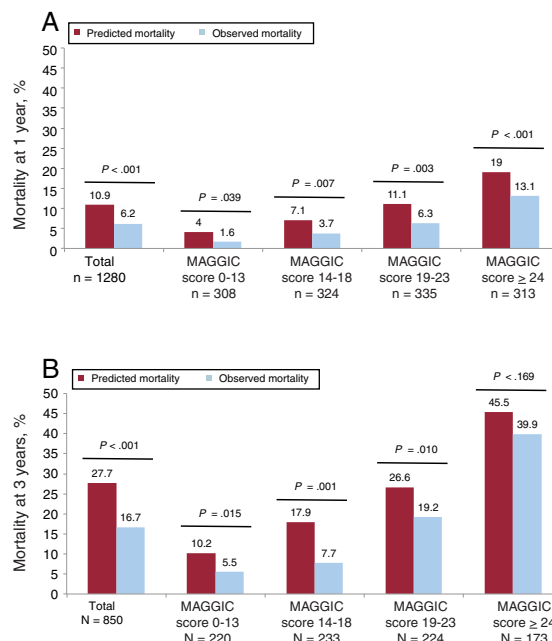 A
Predicted mortality Observed mortality
Mortality at 1 year, %
50
45
40
35
30
25
20
15
10
5
0
P < .001
P = .039
P = .007
P = .003
P < .001
10.9
6.2
4
1.6
7.1
3.7
11.1
6.3
19
13.1
Total
n = 1280
MAGGIC
score 0-13
n = 308
MAGGIC
score 14-18
n = 324
MAGGIC
score 19-23
n = 335
MAGGIC
score ≥ 24
n = 313
B
Predicted mortality Observed mortality
Mortality at 3 years, %
50
45
40
35
30
25
20
15
10
5
0
P < .001
P = .015
P = .001
P = .010
P < .169
27.7
16.7
10.2
5.5
17.9
7.7
26.6
19.2
45.5
39.9
Total
N = 850
MAGGIC
score 0-13
N = 220
MAGGIC
score 14-18
N = 233
MAGGIC
score 19-23
N = 224
MAGGIC
score ≥ 24
N = 173